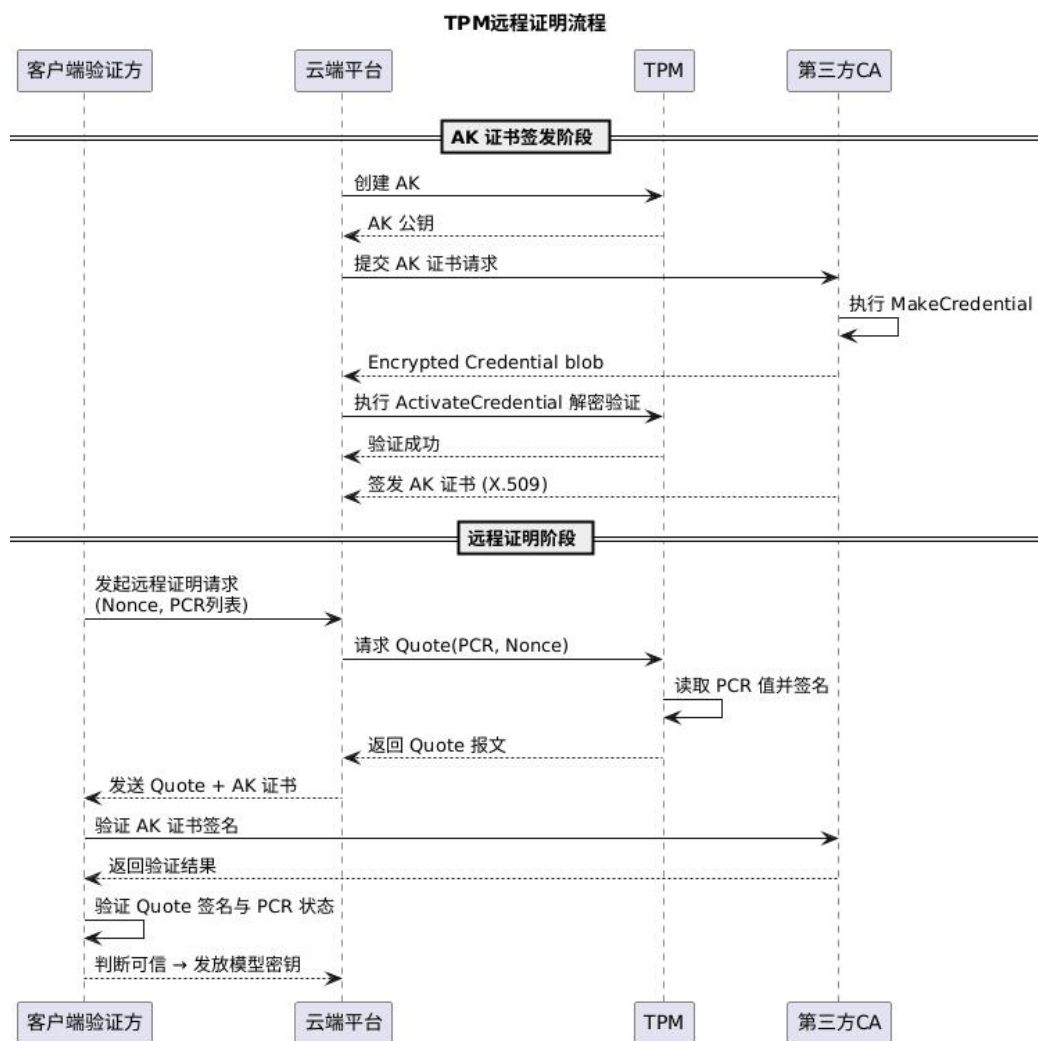 TPM远程证明流程
客户端验证方
云端平台
TPM
第三方CA
AK 证书签发阶段
创建 AK
AK 公钥
提交 AK 证书请求
执行 MakeCredential
Encrypted Credential blob
执行 ActivateCredential 解密验证
验证成功
签发 AK 证书 (X.509)
远程证明阶段
发起远程证明请求
(Nonce, PCR列表)
请求 Quote(PCR, Nonce)
读取 PCR 值并签名
返回 Quote 报文
发送 Quote + AK 证书
验证 AK 证书签名
返回验证结果
验证 Quote 签名与 PCR 状态
判断可信 → 发放模型密钥
客户端验证方
云端平台
TPM
第三方CA